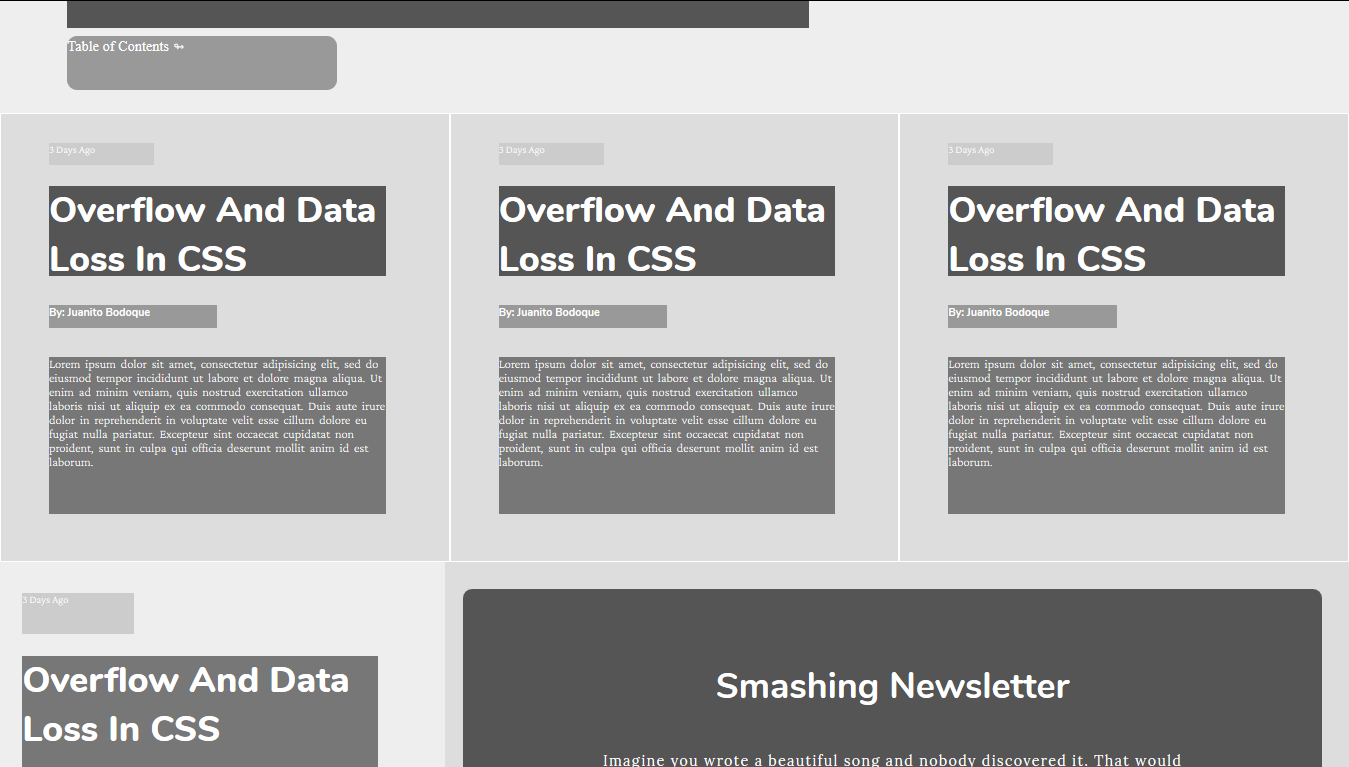 Table of Contents ↬
3 Days Ago
Overflow And Data
Loss In CSS
By: Juanito Bodoque
Lorem ipsum dolor sit amet, consectetur adipisicing elit, sed do
eiusmod tempor incididunt ut labore et dolore magna aliqua. Ut
enim ad minim veniam, quis nostrud exercitation ullamco
laboris nisi ut aliquip ex ea commodo consequat. Duis aute irure
dolor in reprehenderit in voluptate velit esse cillum dolore eu
fugiat nulla pariatur. Excepteur sint occaecat cupidatat non
proident, sunt in culpa qui officia deserunt mollit anim id est
laborum.
3 Days Ago
Overflow And Data
Loss In CSS
By: Juanito Bodoque
Lorem ipsum dolor sit amet, consectetur adipisicing elit, sed do
eiusmod tempor incididunt ut labore et dolore magna aliqua. Ut
enim ad minim veniam, quis nostrud exercitation ullamco
laboris nisi ut aliquip ex ea commodo consequat. Duis aute irure
dolor in reprehenderit in voluptate velit esse cillum dolore eu
fugiat nulla pariatur. Excepteur sint occaecat cupidatat non
proident, sunt in culpa qui officia deserunt mollit anim id est
laborum.
3 Days Ago
Overflow And Data
Loss In CSS
By: Juanito Bodoque
Lorem ipsum dolor sit amet, consectetur adipisicing elit, sed do
eiusmod tempor incididunt ut labore et dolore magna aliqua. Ut
enim ad minim veniam, quis nostrud exercitation ullamco
laboris nisi ut aliquip ex ea commodo consequat. Duis aute irure
dolor in reprehenderit in voluptate velit esse cillum dolore eu
fugiat nulla pariatur. Excepteur sint occaecat cupidatat non
proident, sunt in culpa qui officia deserunt mollit anim id est
laborum.
3 Days Ago
Overflow And Data
Loss In CSS
Smashing Newsletter
Imagine you wrote a beautiful song and nobody discovered it. That would